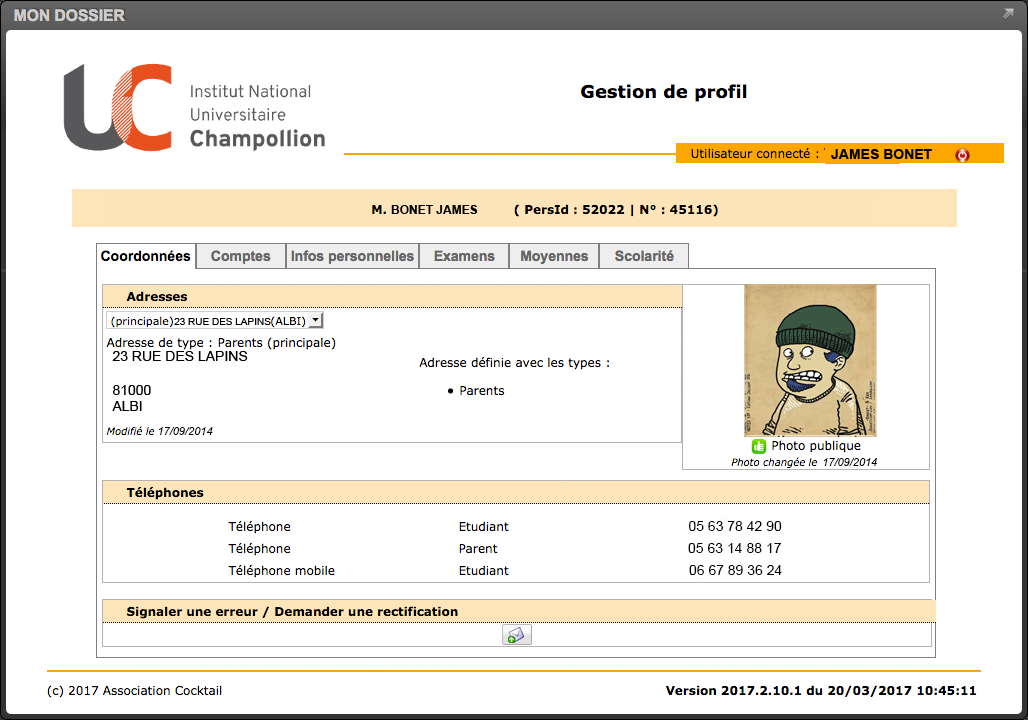 MON DOSSIER
Institut National
Universitaire
Champollion
Gestion de profil
Utilisateur connecté : JAMES BONET
M. BONET JAMES ( PersId : 52022 | N° : 45116)
Coordonnées Comptes Infos personnelles Examens Moyennes Scolarité
Adresses
(principale)23 RUE DES LAPINS(ALBI)
Adresse de type : Parents (principale)
23 RUE DES LAPINS
81000
ALBI
Modifié le 17/09/2014
Adresse définie avec les types :
• Parents
Photo publique
Photo changée le 17/09/2014
Téléphones
Téléphone Etudiant 05 63 78 42 90
Téléphone Parent 05 63 14 88 17
Téléphone mobile Etudiant 06 67 89 36 24
Signaler une erreur / Demander une rectification
(c) 2017 Association Cocktail
Version 2017.2.10.1 du 20/03/2017 10:45:11